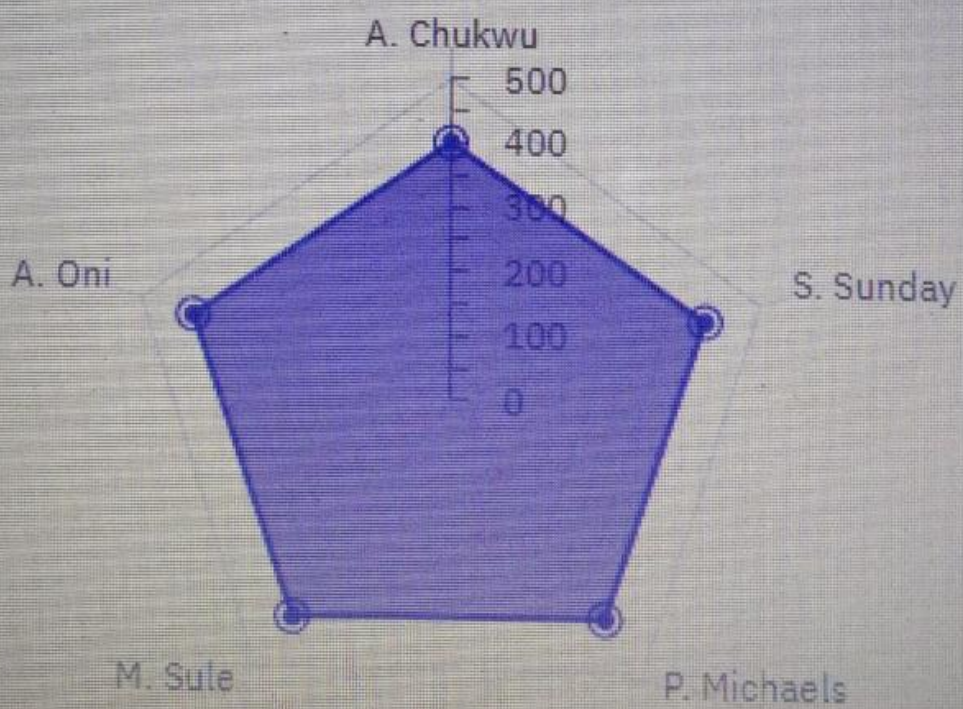 A. Chukwu
500
400
300
A. Oni
200
S. Sunday
100
0
M. Sule
P. Michaels